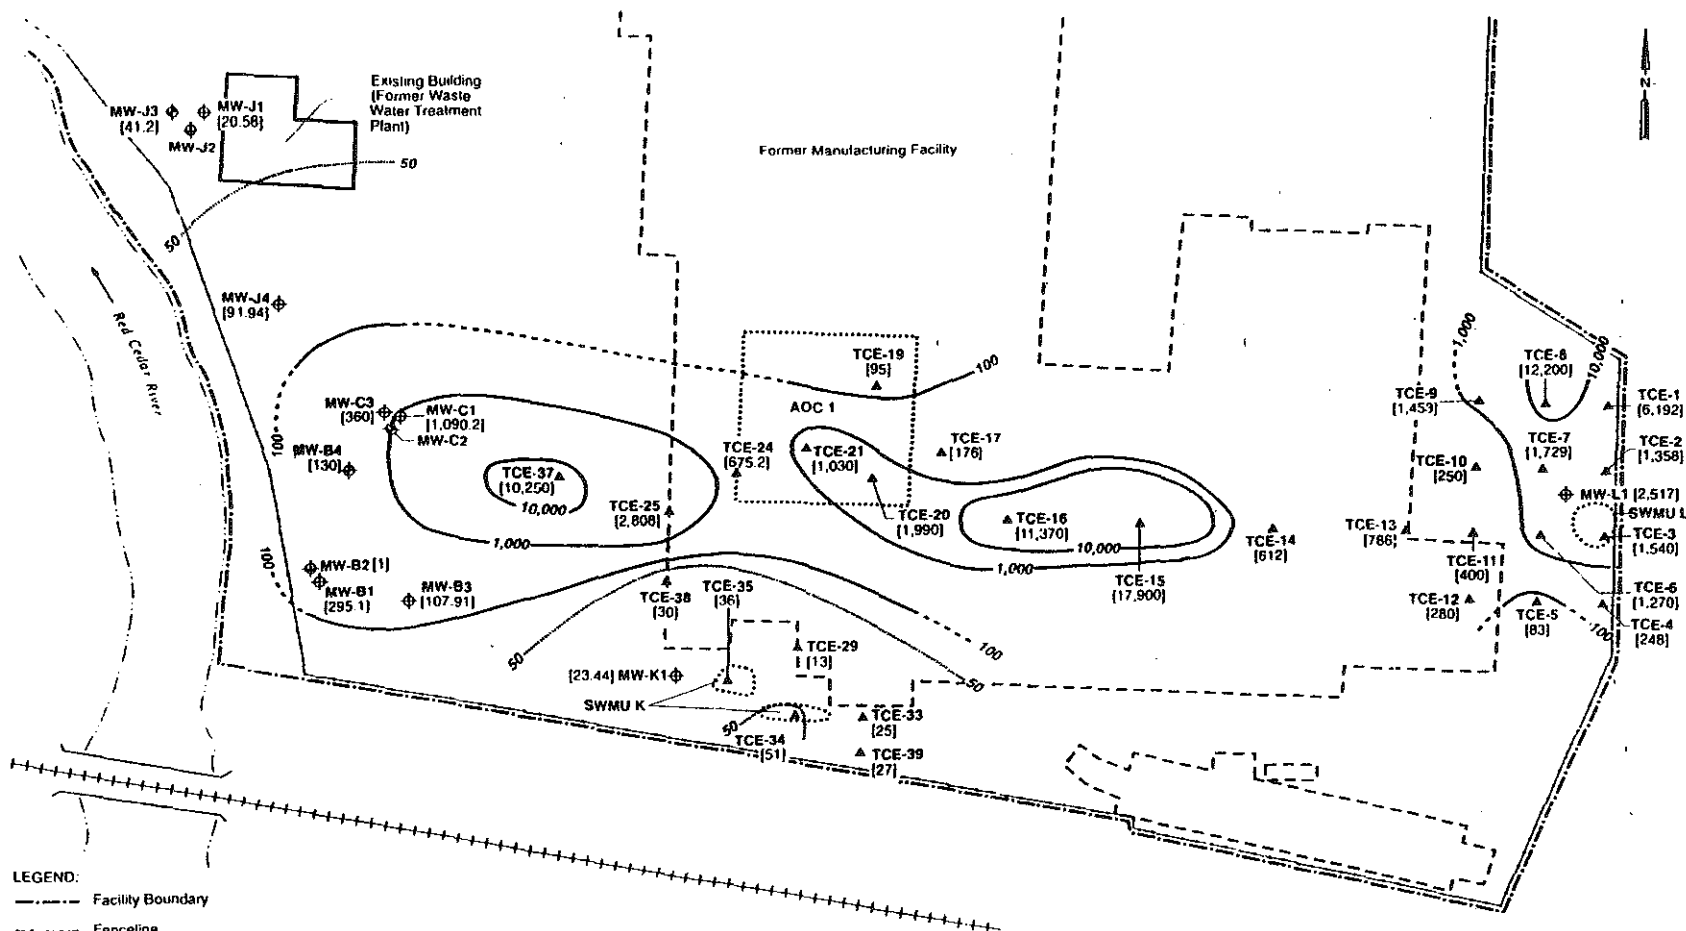 Existing Building
(Former Waste
Water Treatment
Plant)
MW-J3
[41.2]
MW-J1
[20.58]
MW-J2
50
50
Former Manufacturing Facility
N
MW-J4
[91.94]
Red Cedar River
100
100
100
TCE-19
[95]
100
AOC 1
MW-C3
[360]
MW-C1
[1,090.2]
MW-C2
MW-B4
[130]
TCE-37
[10,250]
10,000
TCE-25
[2,808]
1,000
TCE-24
[675.2]
TCE-21
[1,030]
TCE-20
[1,990]
TCE-17
[176]
TCE-16
[11,370]
10,000
1,000
TCE-15
[17,900]
TCE-14
[612]
TCE-13
[786]
1,000
TCE-8
[12,200]
10,000
TCE-9
[1,459]
TCE-1
[6,192]
TCE-7
[1,729]
TCE-2
[1,358]
TCE-10
[250]
MW-L1 [2,517]
SWMU L
TCE-3
[1,540]
TCE-11
[400]
TCE-12
[280]
TCE-6
[1,270]
TCE-5
[83]
TCE-4
[248]
100
MW-B2 [1]
MW-B1
[295.1]
MW-B3
[107.91]
TCE-38
[30]
TCE-35
[36]
50
50
TCE-29
[13]
[23.44] MW-K1
SWMU K
50
TCE-34
[51]
TCE-33
[25]
TCE-39
[27]
LEGEND:
Facility Boundary
Fenceline